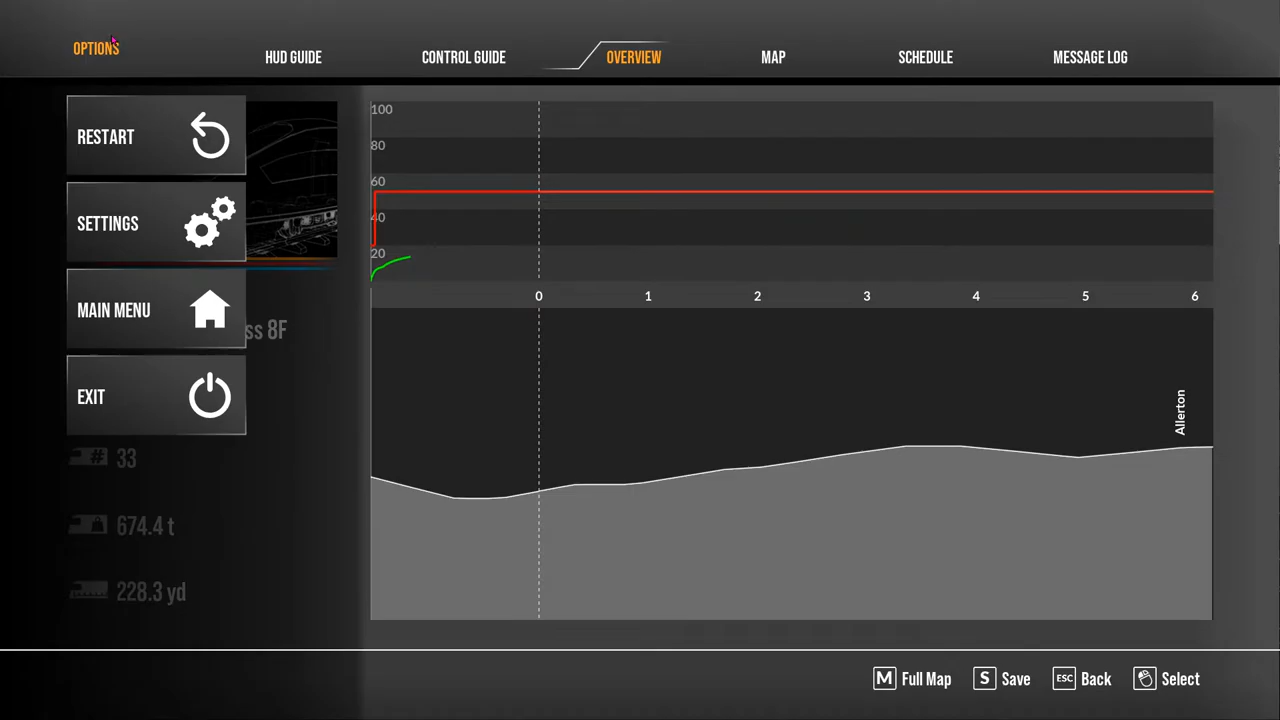 OPTIONS
HUD GUIDE
CONTROL GUIDE
OVERVIEW
MAP
SCHEDULE
MESSAGE LOG
RESTART
SETTINGS
MAIN MENU
EXIT
ss 8F
# 33
674.4 t
228.3 yd
100
80
60
40
20
0 1 2 3 4 5 6
Allerton
M Full Map
S Save
ESC Back
Select